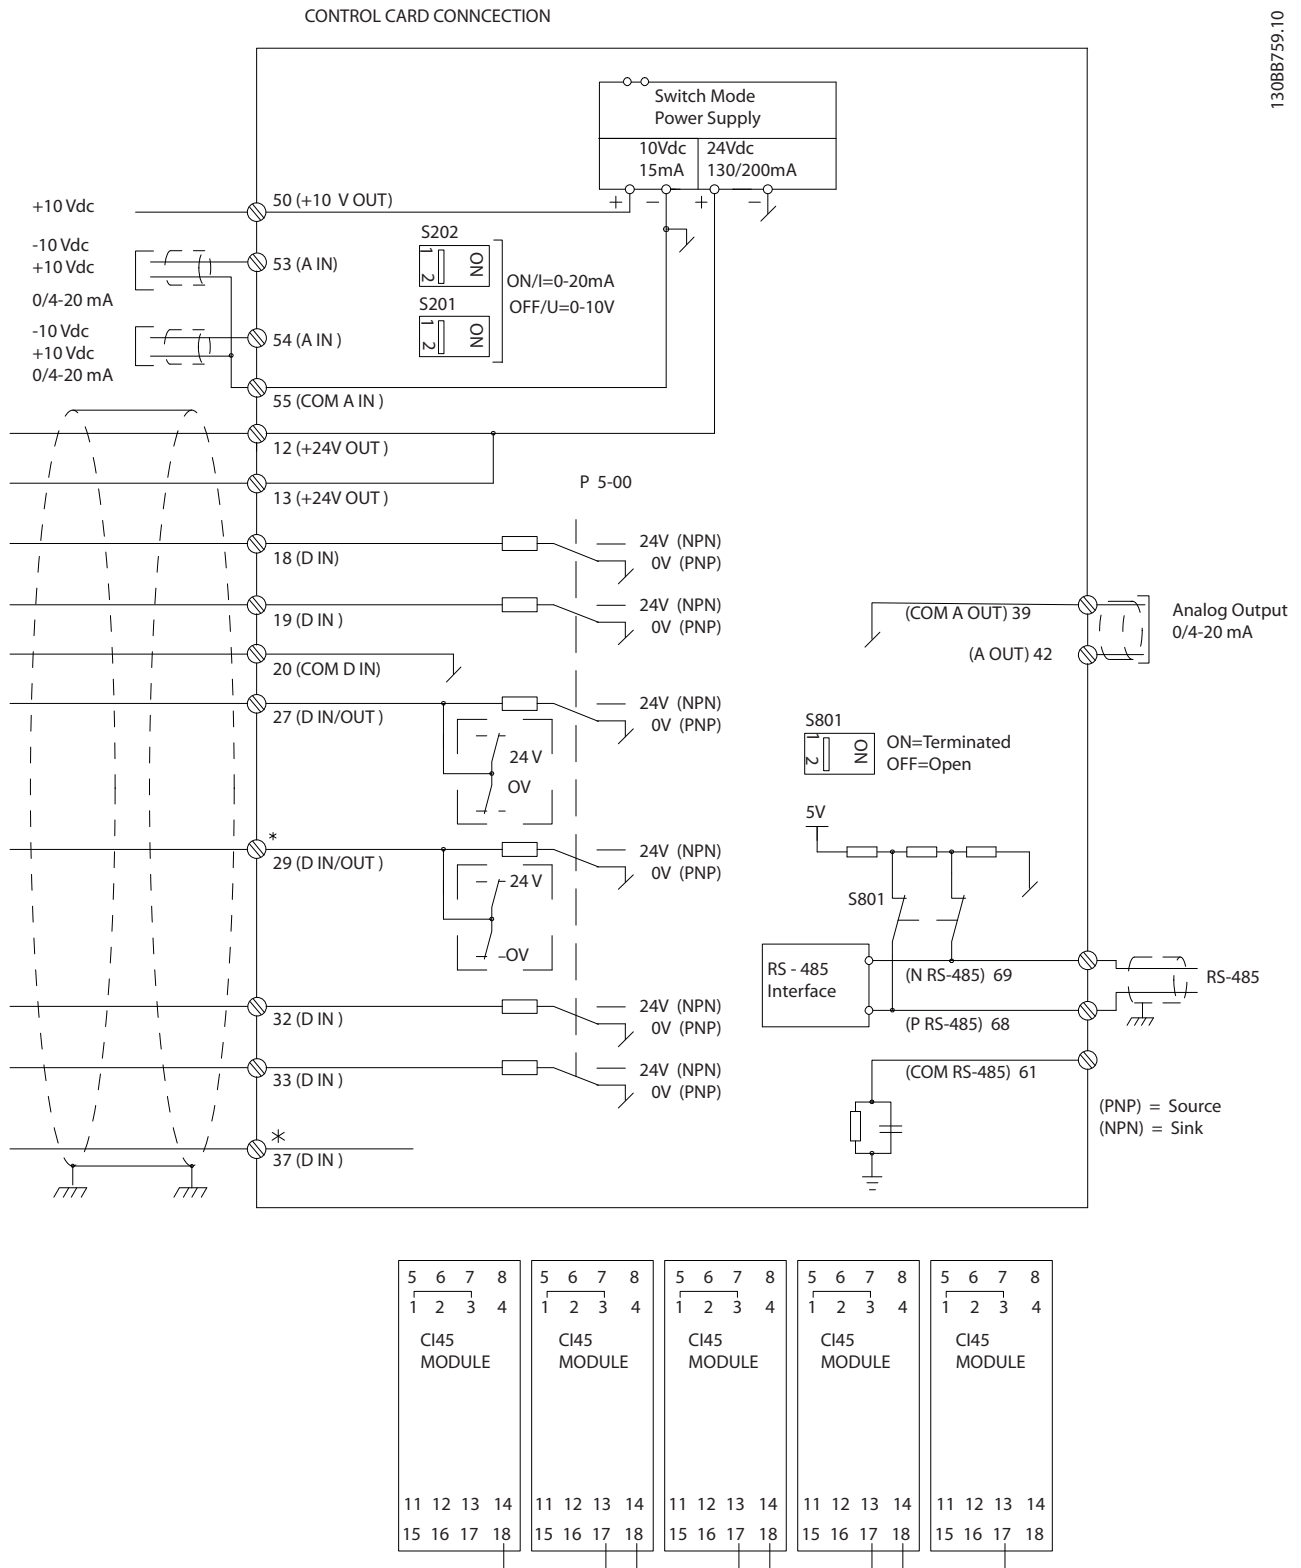 CONTROL CARD CONNCECTION
130BB759.10
Switch Mode
Power Supply
10Vdc
15mA
24Vdc
130/200mA
+ − + −
+10 Vdc
50 (+10 V OUT)
-10 Vdc
+10 Vdc
0/4-20 mA
53 (A IN)
S202
1
2
ON
S201
1
2
ON
ON/I=0-20mA
OFF/U=0-10V
-10 Vdc
+10 Vdc
0/4-20 mA
54 (A IN )
55 (COM A IN )
12 (+24V OUT )
13 (+24V OUT )
P 5-00
18 (D IN)
24V (NPN)
0V (PNP)
19 (D IN )
24V (NPN)
0V (PNP)
20 (COM D IN)
27 (D IN/OUT )
24V (NPN)
0V (PNP)
24 V
OV
*
29 (D IN/OUT )
24V (NPN)
0V (PNP)
24 V
OV
32 (D IN )
24V (NPN)
0V (PNP)
33 (D IN )
24V (NPN)
0V (PNP)
*
37 (D IN )
(COM A OUT) 39
(A OUT) 42
Analog Output
0/4-20 mA
S801
1
2
ON
ON=Terminated
OFF=Open
5V
S801
RS - 485
Interface
(N RS-485) 69
(P RS-485) 68
RS-485
(COM RS-485) 61
(PNP) = Source
(NPN) = Sink
5 6 7 8
1 2 3 4
CI45
MODULE
11 12 13 14
15 16 17 18
5 6 7 8
1 2 3 4
CI45
MODULE
11 12 13 14
15 16 17 18
5 6 7 8
1 2 3 4
CI45
MODULE
11 12 13 14
15 16 17 18
5 6 7 8
1 2 3 4
CI45
MODULE
11 12 13 14
15 16 17 18
5 6 7 8
1 2 3 4
CI45
MODULE
11 12 13 14
15 16 17 18